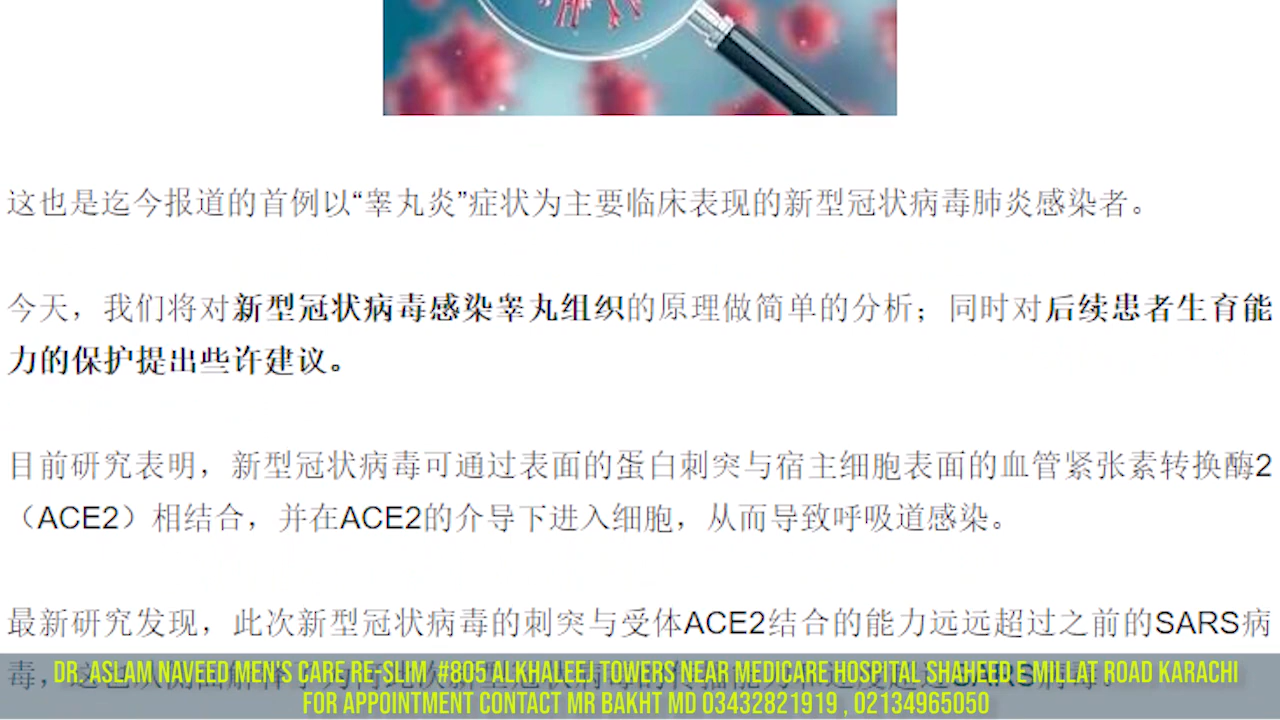 这也是迄今报道的首例以“睾丸炎”症状为主要临床表现的新型冠状病毒肺炎感染者。
今天，我们将对新型冠状病毒感染睾丸组织的原理做简单的分析；同时对后续患者生育能
力的保护提出些许建议。
目前研究表明，新型冠状病毒可通过表面的蛋白刺突与宿主细胞表面的血管紧张素转换酶2
（ACE2）相结合，并在ACE2的介导下进入细胞，从而导致呼吸道感染。
最新研究发现，此次新型冠状病毒的刺突与受体ACE2结合的能力远远超过之前的SARS病
毒，
DR. ASLAM NAVEED MEN'S CARE RE-SLIM #805 ALKHALEEJ TOWERS NEAR MEDICARE HOSPITAL SHAHEED E MILLAT ROAD KARACHI
FOR APPOINTMENT CONTACT MR BAKHT MD 03432821919 , 02134965050